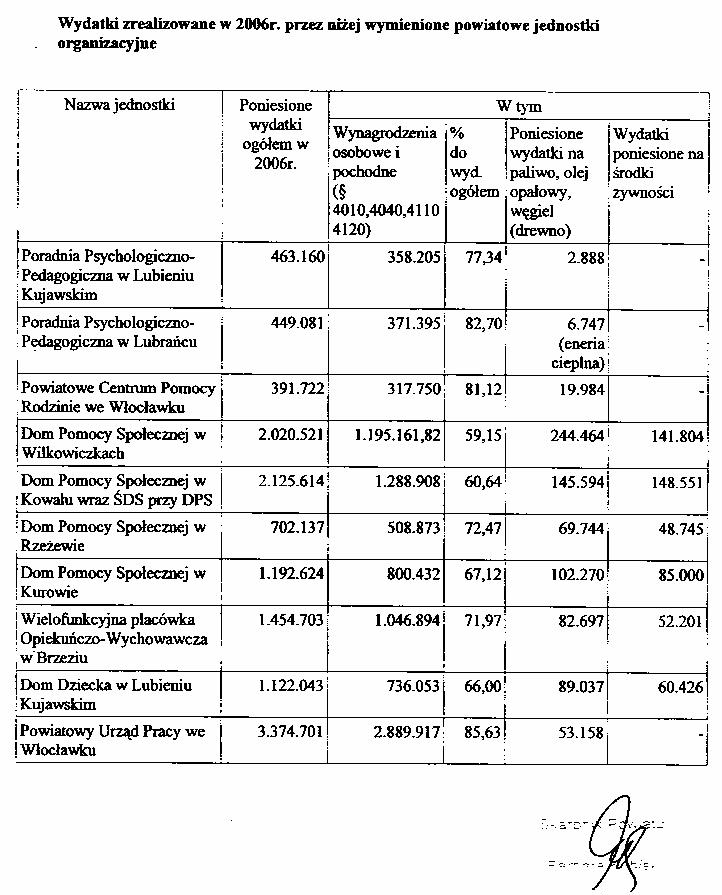 Wydatki zrealizowane w 2006r. przez niżej wymienione powiatowe jednostki
organizacyjne
Nazwa jednostki
Poniesione
wydatki
ogółem w
2006r.
W tym
Wynagrodzenia
osobowe i
pochodne
(§
4010,4040,4110
4120)
%
do
wyd.
ogółem
Poniesione
wydatki na
paliwo, olej
opałowy,
węgiel
(drewno)
Wydatki
poniesione na
środki
zywności
Poradnia Psychologiczno- 463.160 358.205 77,34 2.888 -
Pedagogiczna w Lubieniu
Kujawskim
Poradnia Psychologiczno- 449.081 371.395 82,70 6.747 -
Pedagogiczna w Lubrańcu (eneria
cieplna)
Powiatowe Centrum Pomocy 391.722 317.750 81,12 19.984 -
Rodzinie we Włocławku
Dom Pomocy Społecznej w 2.020.521 1.195.161,82 59,15 244.464 141.804
Wilkowiczkach
Dom Pomocy Społecznej w 2.125.614 1.288.908 60,64 145.594 148.551
Kowalu wraz ŚDS przy DPS
Dom Pomocy Społecznej w 702.137 508.873 72,47 69.744 48.745
Rzeżewie
Dom Pomocy Społecznej w 1.192.624 800.432 67,12 102.270 85.000
Kurowie
Wielofunkcyjna placówka 1.454.703 1.046.894 71,97 82.697 52.201
Opiekuńczo-Wychowawcza
w Brzeziu
Dom Dziecka w Lubieniu 1.122.043 736.053 66,00 89.037 60.426
Kujawskim
Powiatowy Urząd Pracy we 3.374.701 2.889.917 85,63 53.158 -
Włocławku